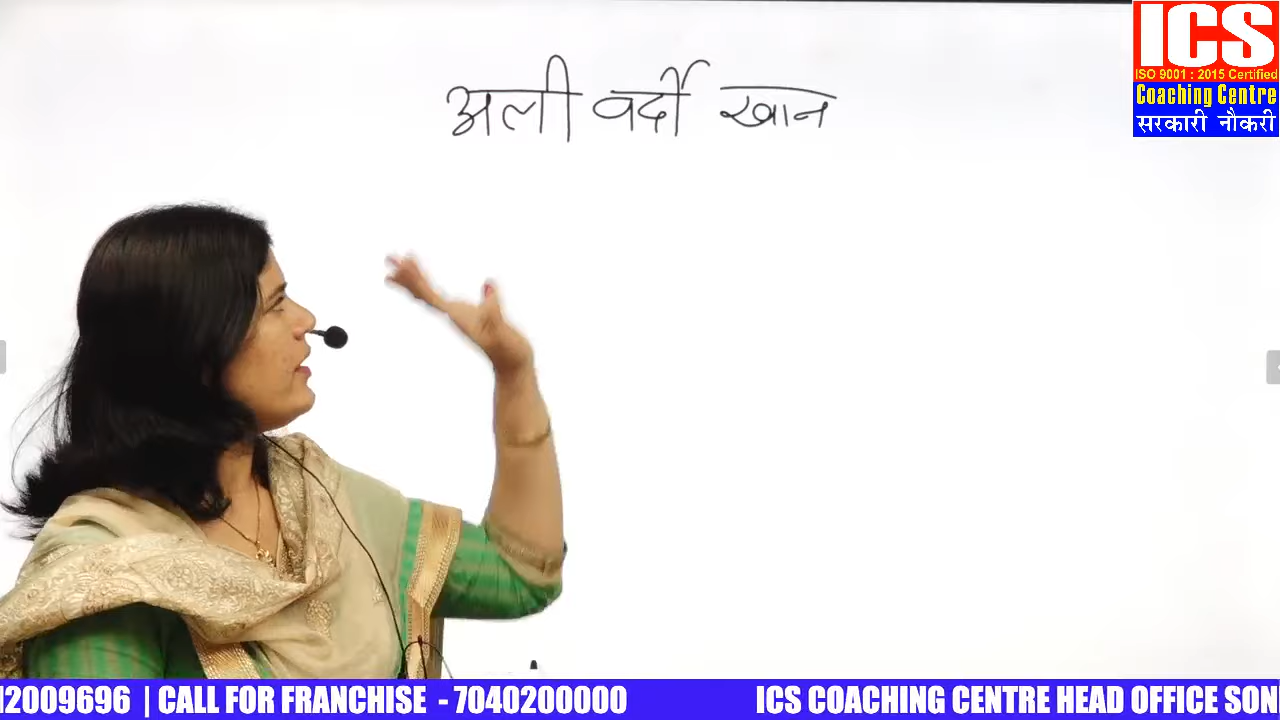 ICS
ISO 9001 : 2015 Certified
Coaching Centre
सरकारी नौकरी
अली वर्दी खान
12009696 | CALL FOR FRANCHISE - 7040200000 ICS COACHING CENTRE HEAD OFFICE SON